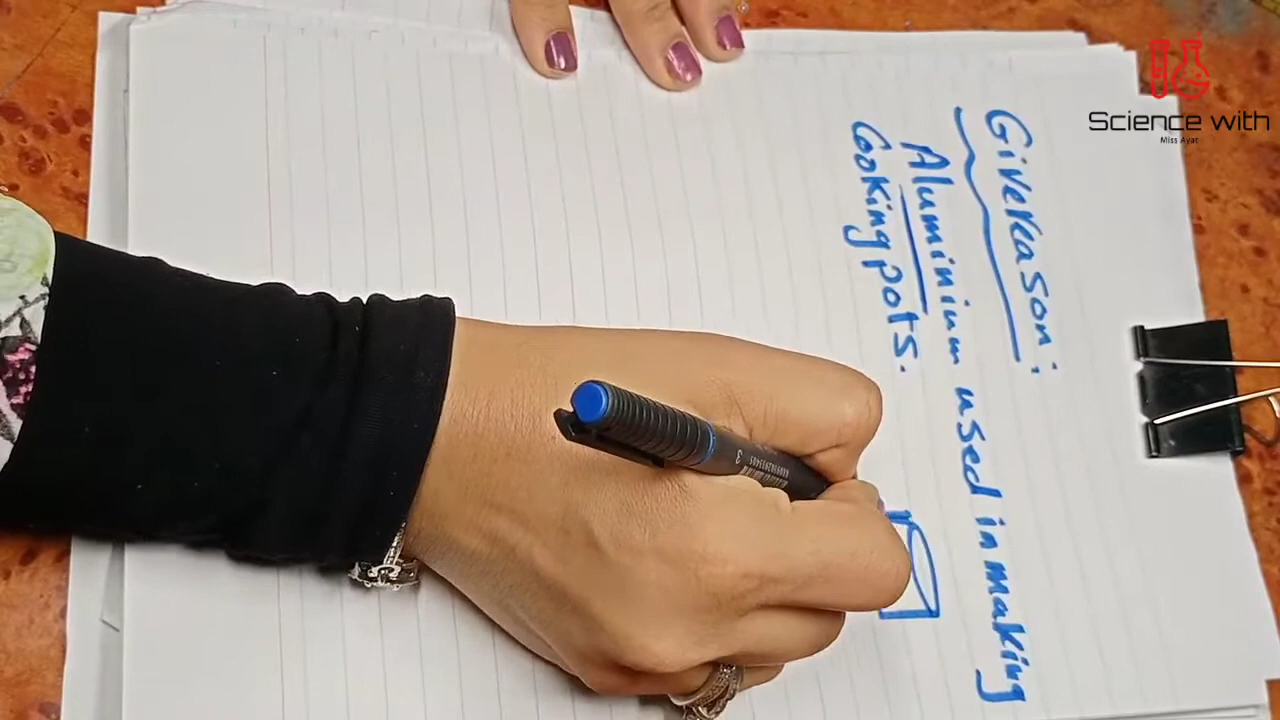 Give reason:
Aluminium used in making
Cooking pots.
Science with
Miss Ayat